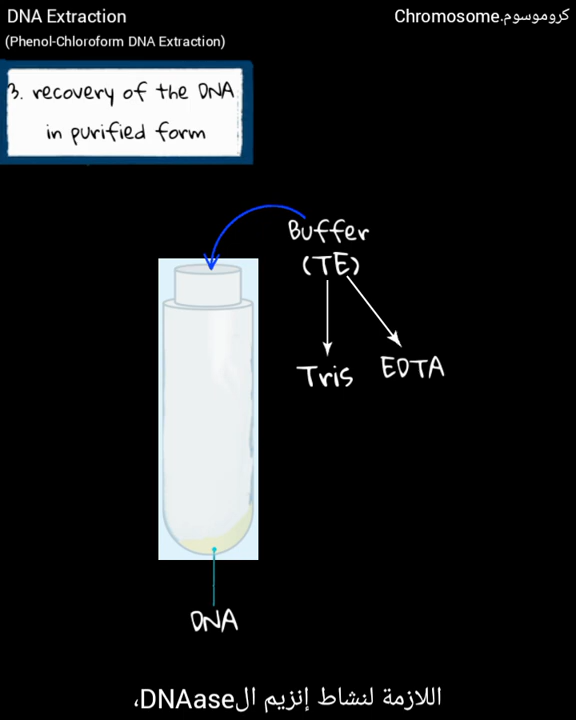 DNA Extraction
Chromosome.كروموسوم
(Phenol-Chloroform DNA Extraction)
3. recovery of the DNA
in purified form
Buffer
(TE)
Tris
EDTA
DNA
اللازمة لنشاط إنزيم الDNAase،